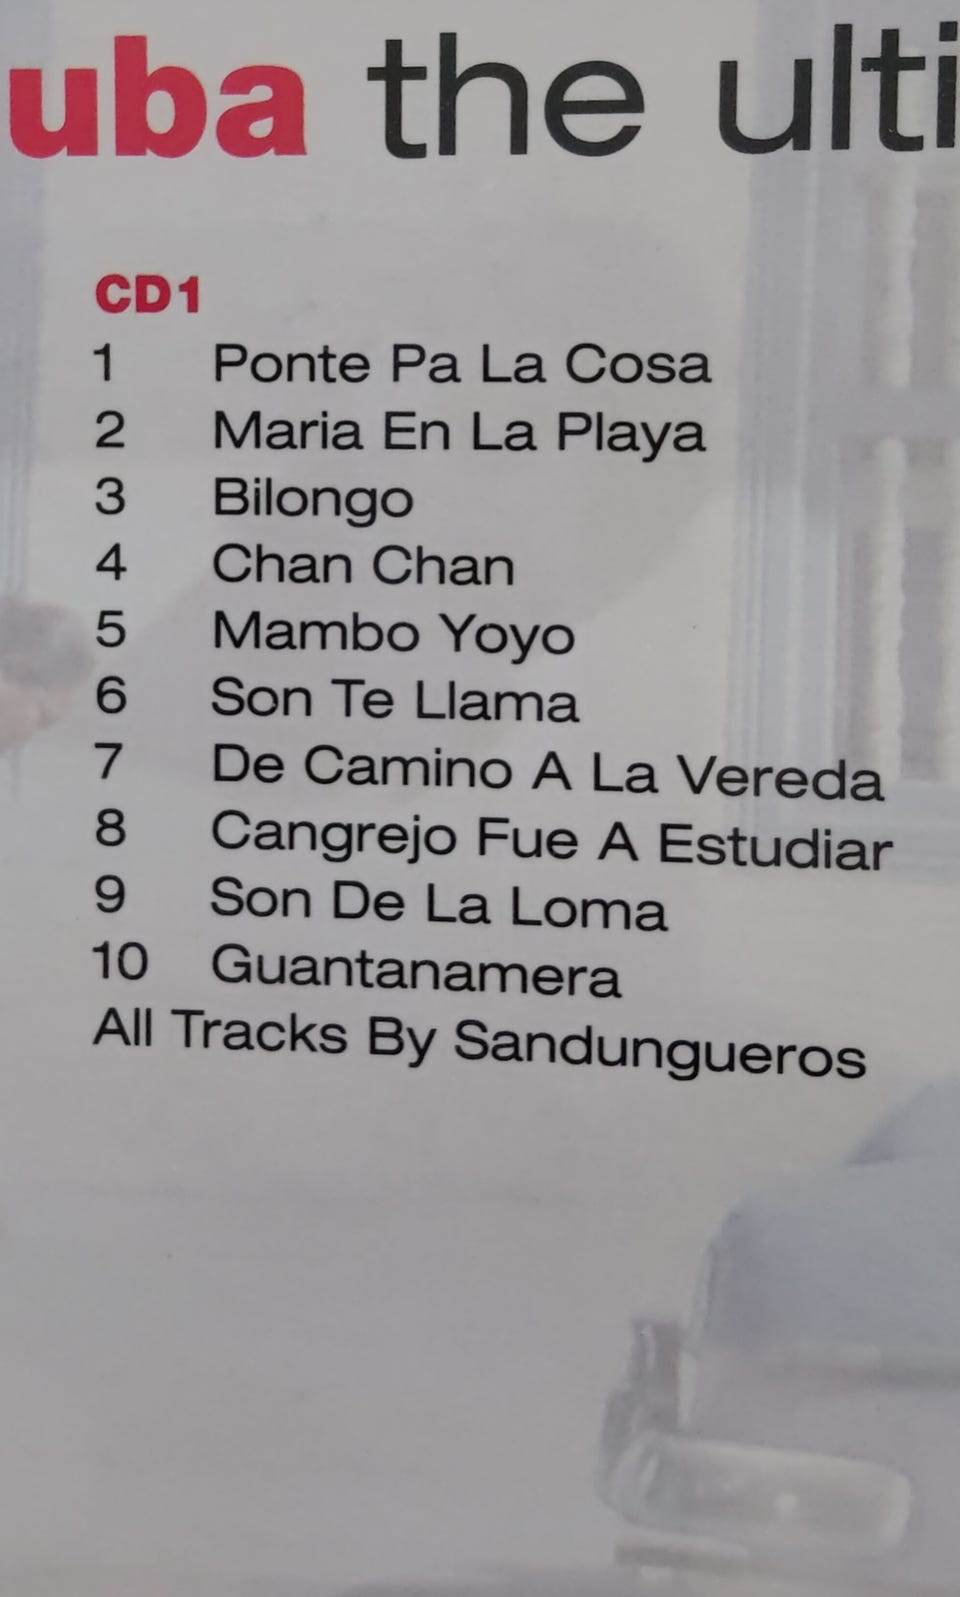 uba the ulti
CD1
1 Ponte Pa La Cosa
2 Maria En La Playa
3 Bilongo
4 Chan Chan
5 Mambo Yoyo
6 Son Te Llama
7 De Camino A La Vereda
8 Cangrejo Fue A Estudiar
9 Son De La Loma
10 Guantanamera
All Tracks By Sandungueros